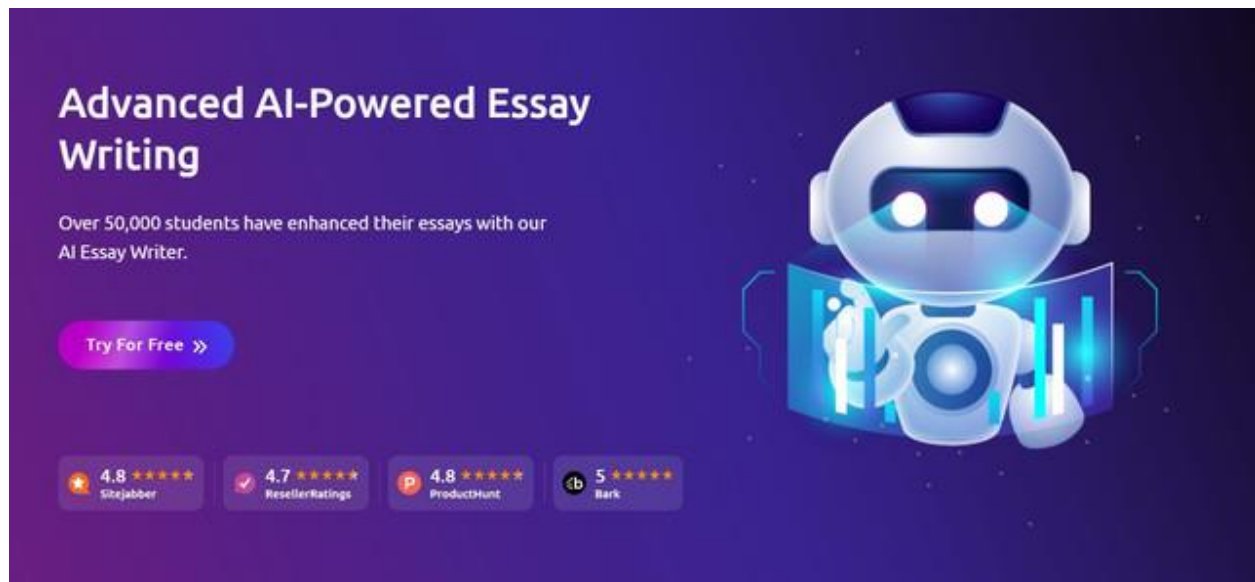 Advanced AI-Powered Essay
Writing
Over 50,000 students have enhanced their essays with our
AI Essay Writer.
Try For Free »
4.8
Sitejabber
4.7
ResellerRatings
4.8
ProductHunt
5
Bark